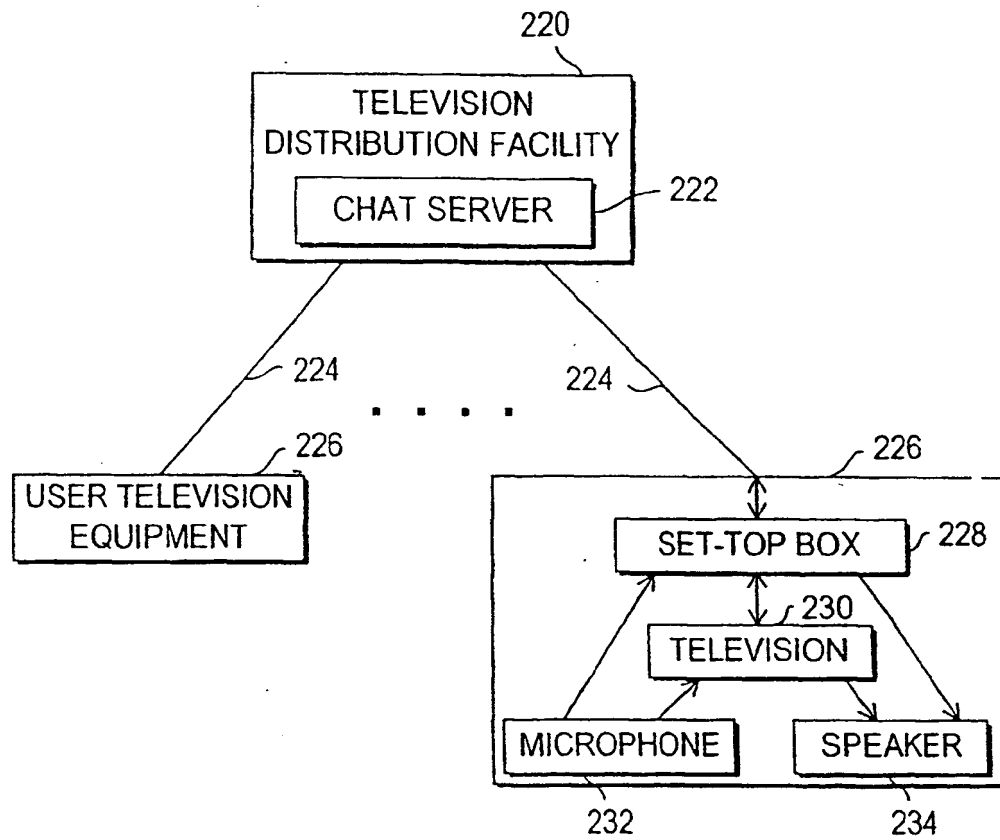 220
TELEVISION
DISTRIBUTION FACILITY
CHAT SERVER
222
224
224
226
USER TELEVISION
EQUIPMENT
226
SET-TOP BOX
228
230
TELEVISION
MICROPHONE
SPEAKER
232
234